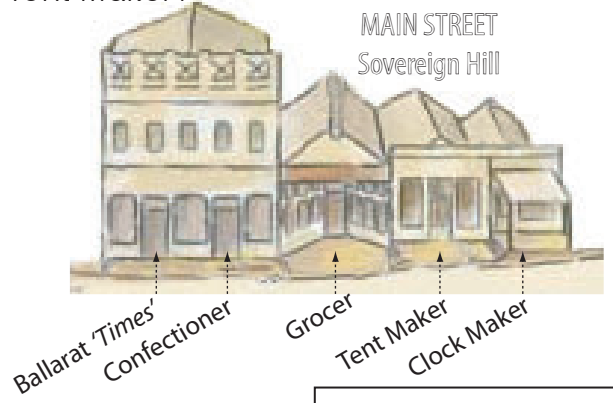 MAIN STREET
Sovereign Hill
Ballarat 'Times'
Confectioner
Grocer
Tent Maker
Clock Maker